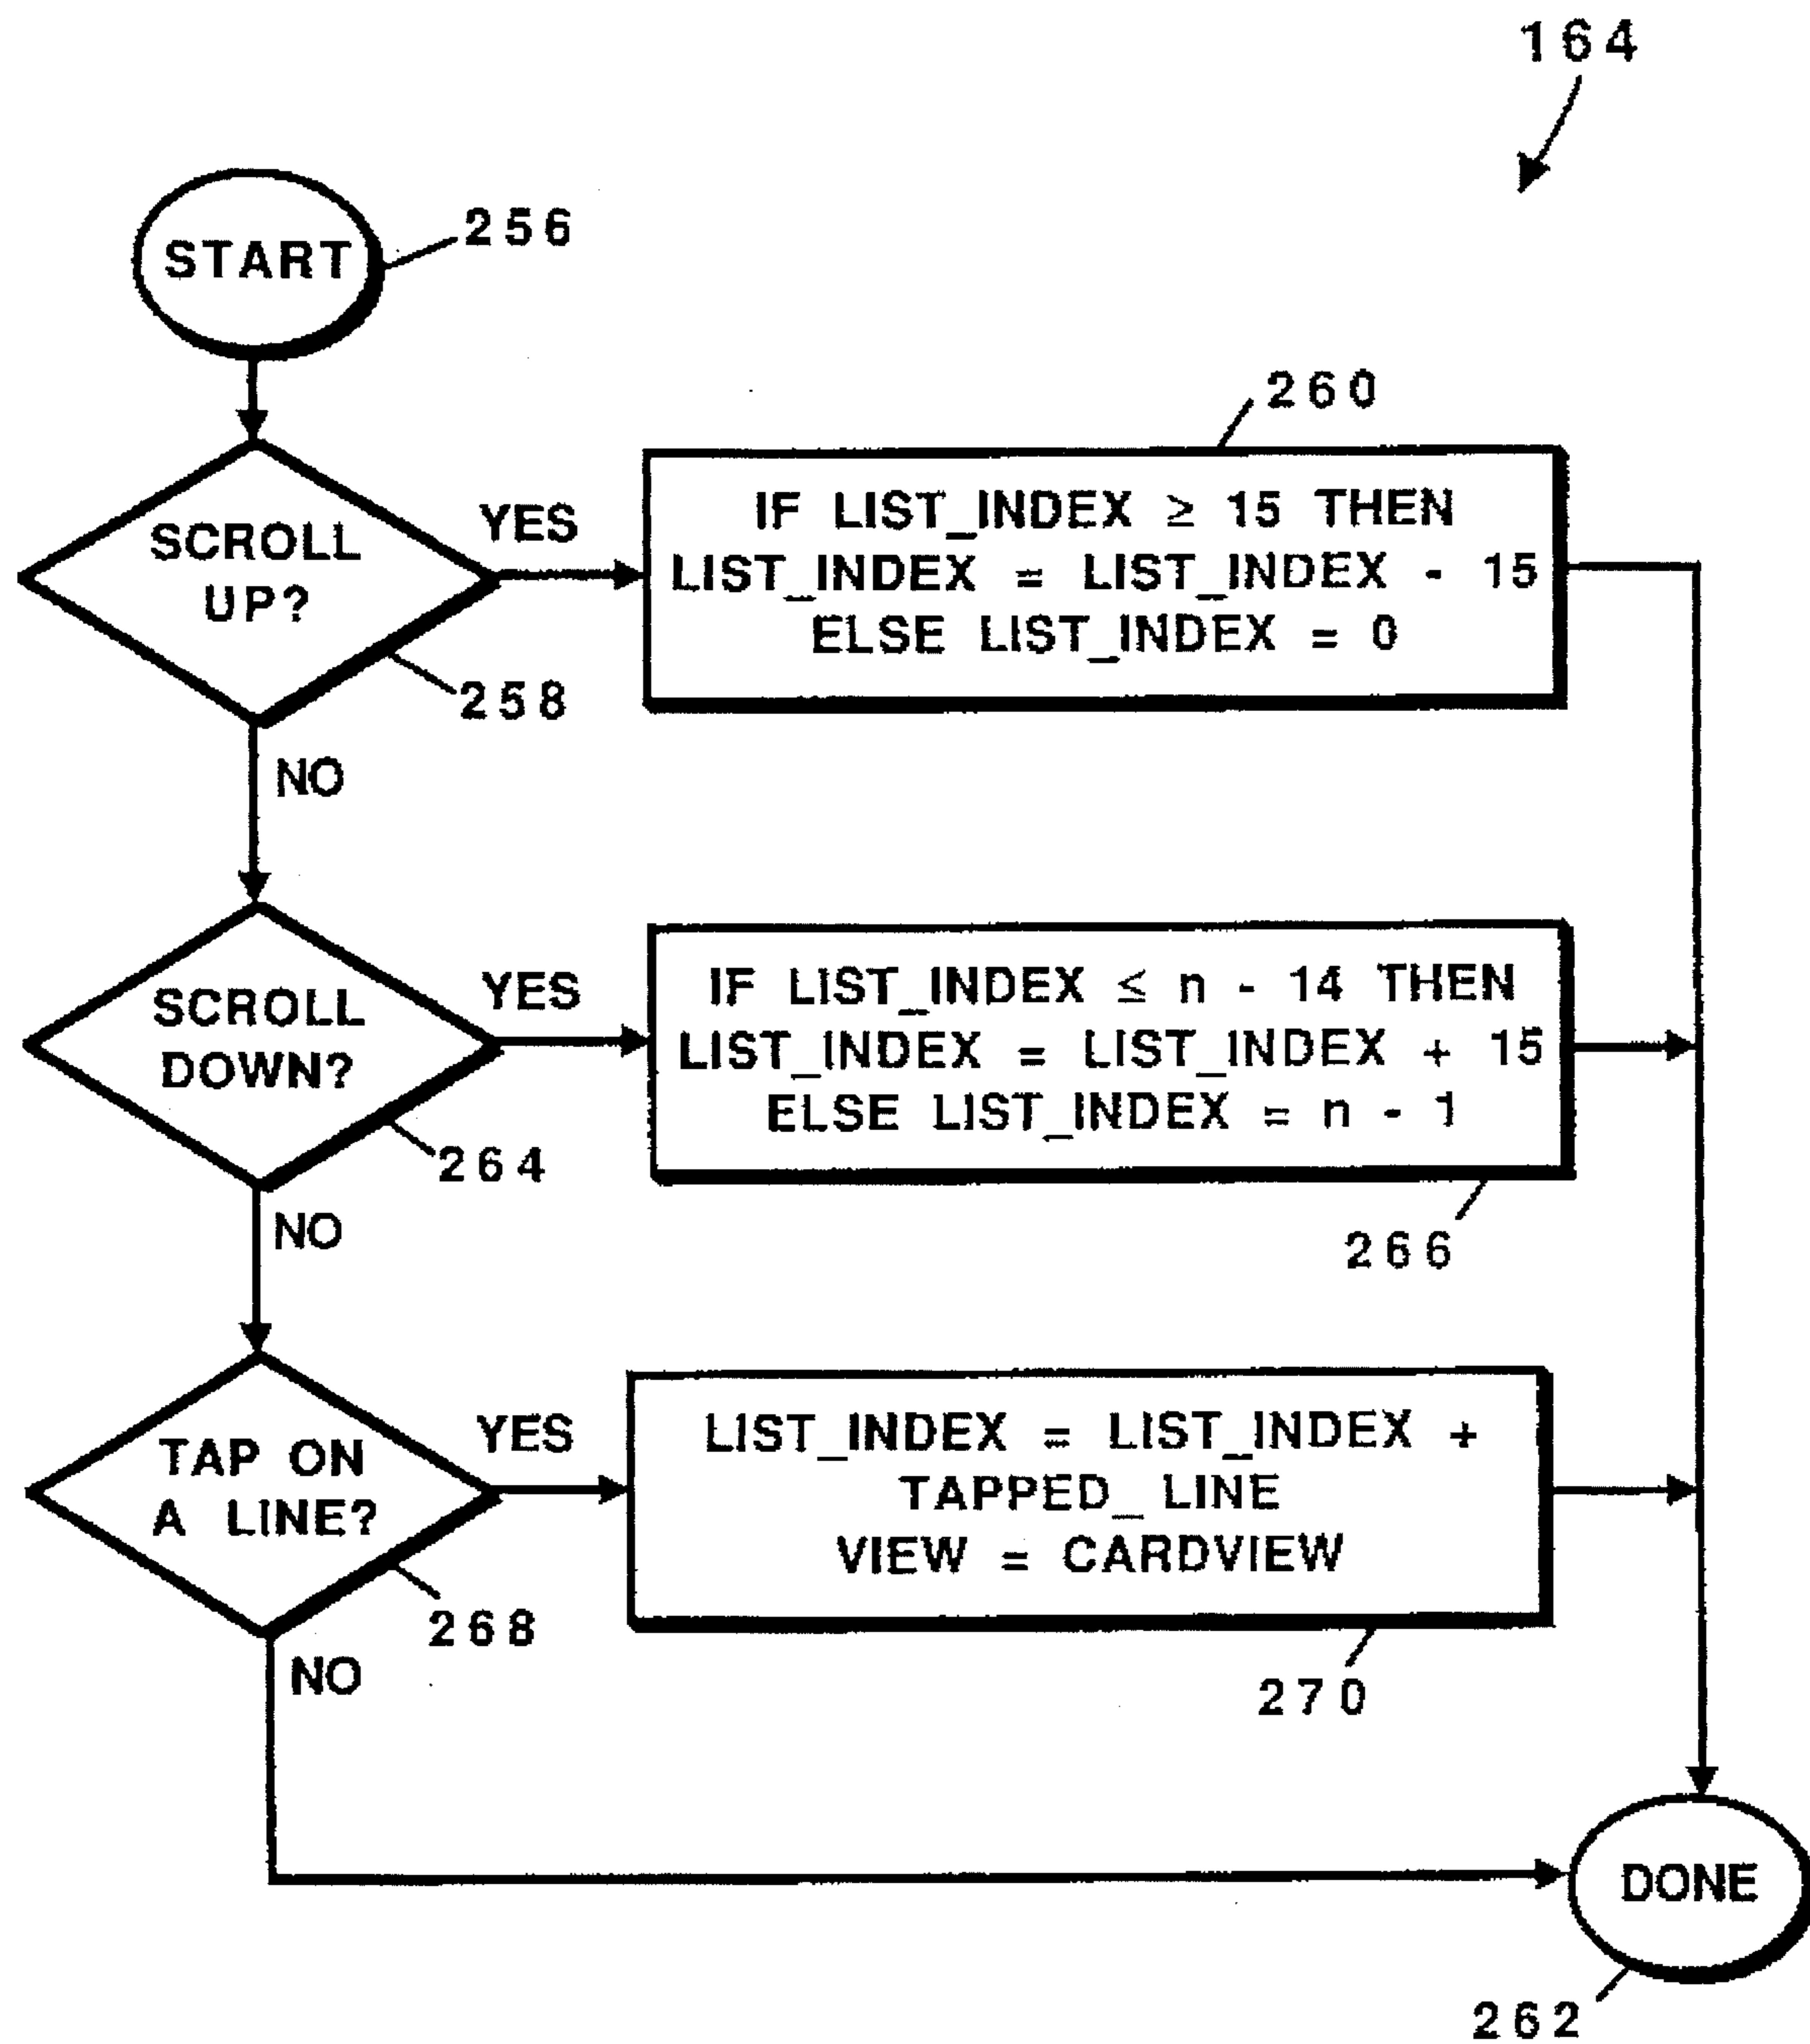 164
START
256
260
SCROLL
UP?
YES
IF LIST_INDEX ≥ 15 THEN
LIST_INDEX = LIST_INDEX - 15
ELSE LIST_INDEX = 0
258
NO
SCROLL
DOWN?
YES
IF LIST_INDEX ≤ n - 14 THEN
LIST_INDEX = LIST_INDEX + 15
ELSE LIST_INDEX = n - 1
264
266
NO
TAP ON
A LINE?
YES
LIST_INDEX = LIST_INDEX +
TAPPED_ LINE
VIEW = CARDVIEW
268
270
NO
DONE
262